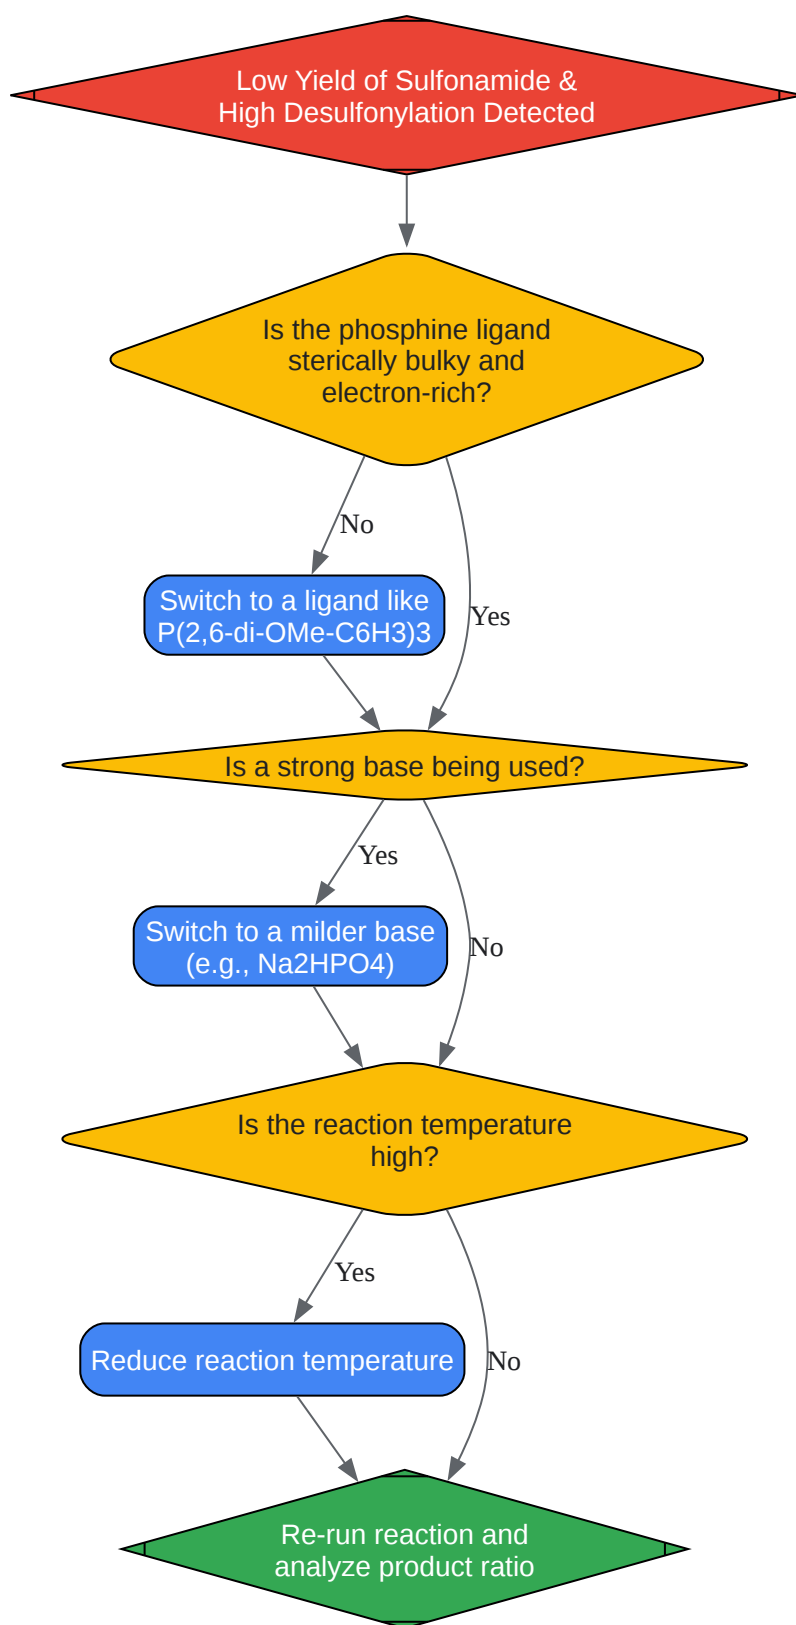 Low Yield of Sulfonamide &
High Desulfonylation Detected
Is the phosphine ligand
sterically bulky and
electron-rich?
No
Switch to a ligand like
P(2,6-di-OMe-C6H3)3
Yes
Is a strong base being used?
Yes
Switch to a milder base
(e.g., Na2HPO4)
No
Is the reaction temperature
high?
Yes
Reduce reaction temperature
No
Re-run reaction and
analyze product ratio